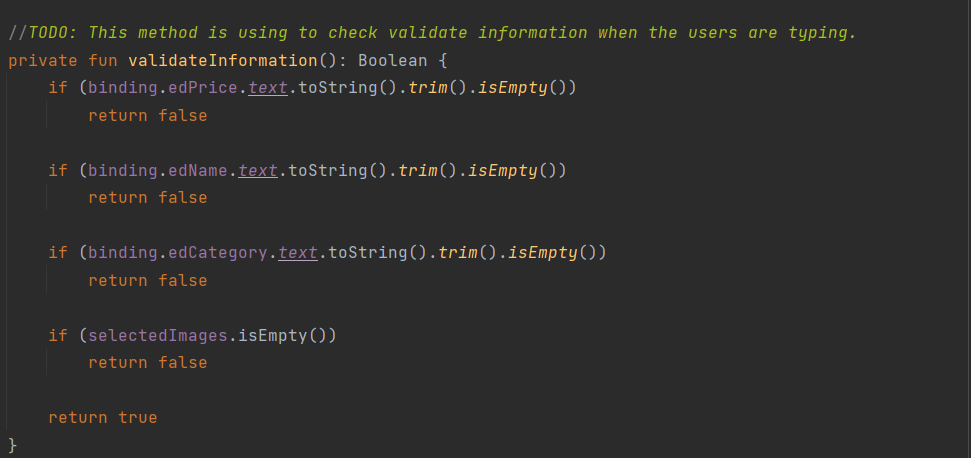 //TODO: This method is using to check validate information when the users are typing.
private fun validateInformation(): Boolean {
    if (binding.edPrice.text.toString().trim().isEmpty())
        return false

    if (binding.edName.text.toString().trim().isEmpty())
        return false

    if (binding.edCategory.text.toString().trim().isEmpty())
        return false

    if (selectedImages.isEmpty())
        return false

    return true
}